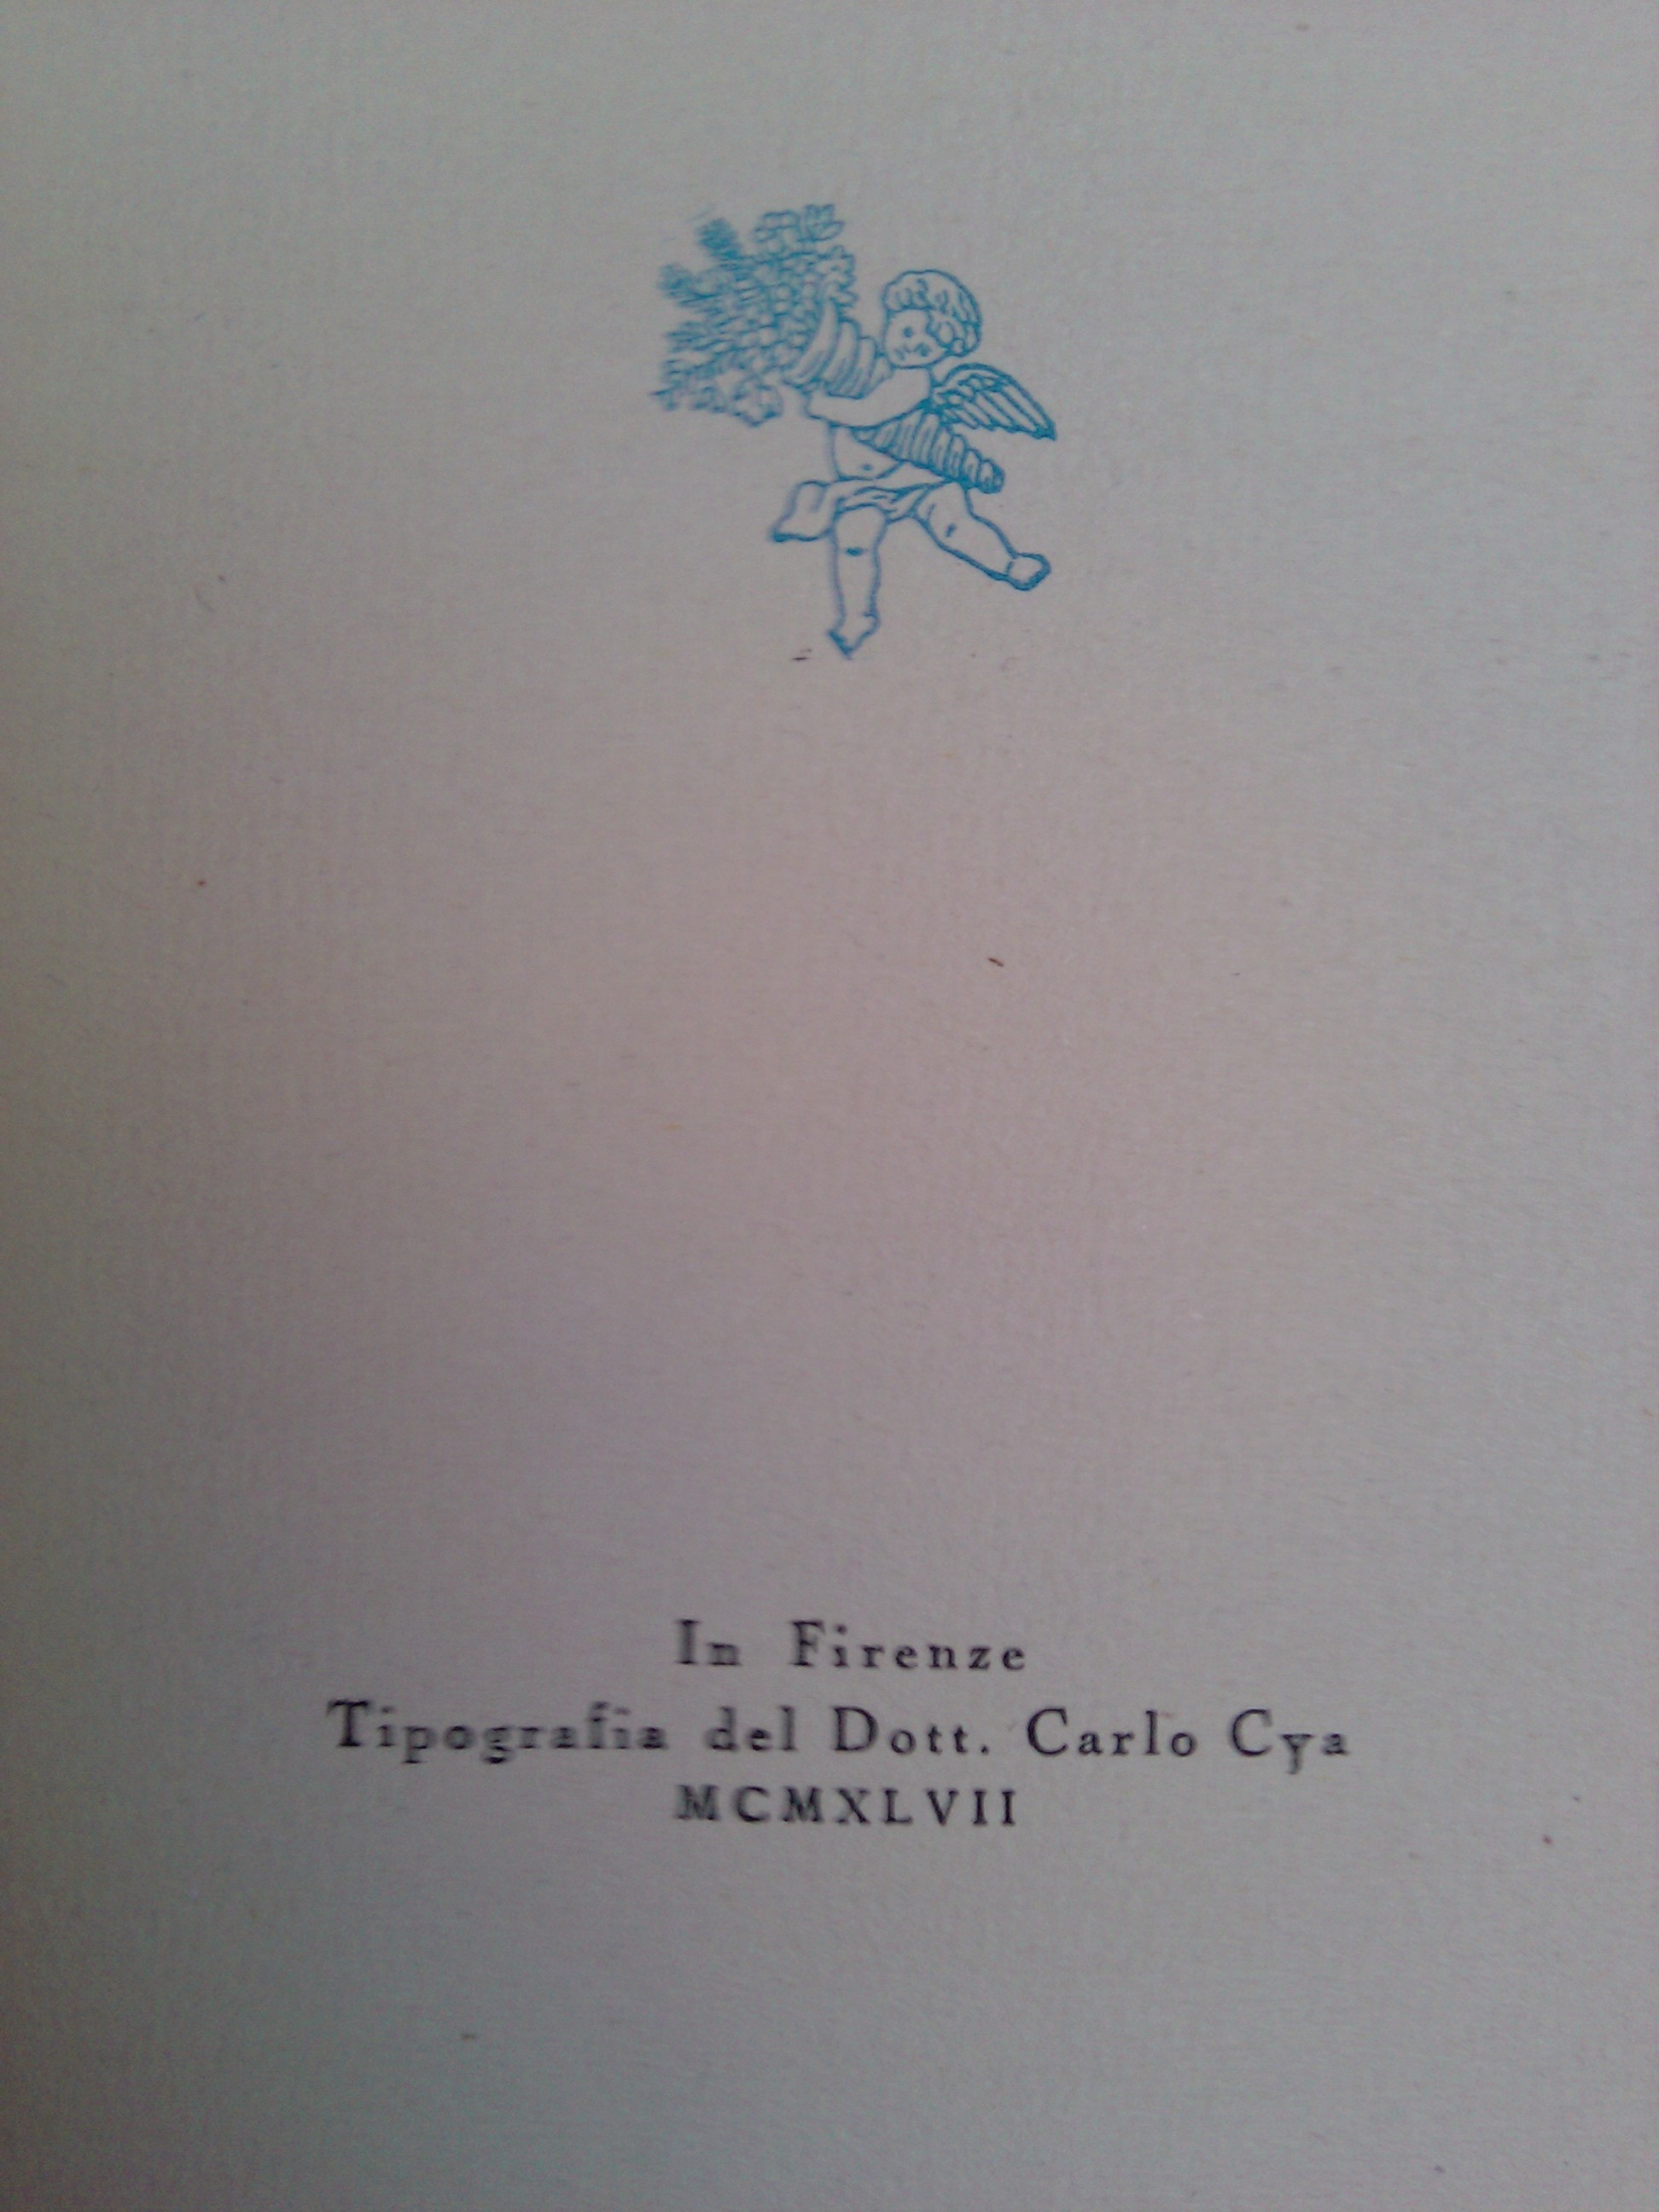 In Firenze
Tipografia del Dott. Carlo Cya
MCMXLVII